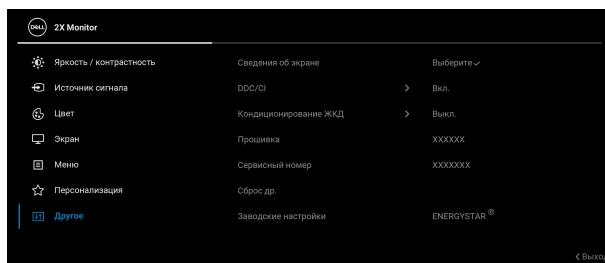 DELL 2X Monitor
Яркость / контрастность Сведения об экране Выберите
Источник сигнала DDC/CI Вкл.
Цвет Кондиционирование ЖКД Выкл.
Экран Прошивка XXXXXX
Меню Сервисный номер XXXXXXX
Персонализация Сброс др.
Другое Заводские настройки ENERGYSTAR ®
Выход